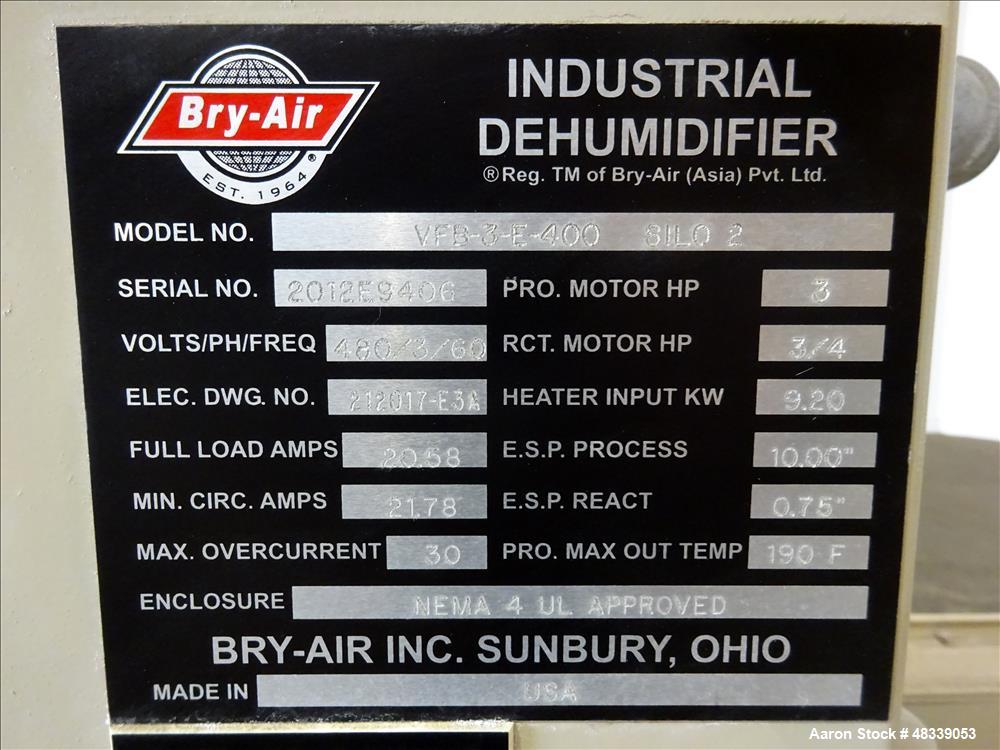 Bry-Air
®
EST. 1964
INDUSTRIAL
DEHUMIDIFIER
®Reg. TM of Bry-Air (Asia) Pvt. Ltd.
MODEL NO. VFB-3-E-400 SILO 2
SERIAL NO. 2012E9406 PRO. MOTOR HP 3
VOLTS/PH/FREQ 480/3/60 RCT. MOTOR HP 3/4
ELEC. DWG. NO. 212017-E3A HEATER INPUT KW 9.20
FULL LOAD AMPS 20.58 E.S.P. PROCESS 10.00"
MIN. CIRC. AMPS 21.78 E.S.P. REACT 0.75"
MAX. OVERCURRENT 30 PRO. MAX OUT TEMP 190 F
ENCLOSURE NEMA 4 UL APPROVED
BRY-AIR INC. SUNBURY, OHIO
MADE IN USA
Aaron Stock # 48339053